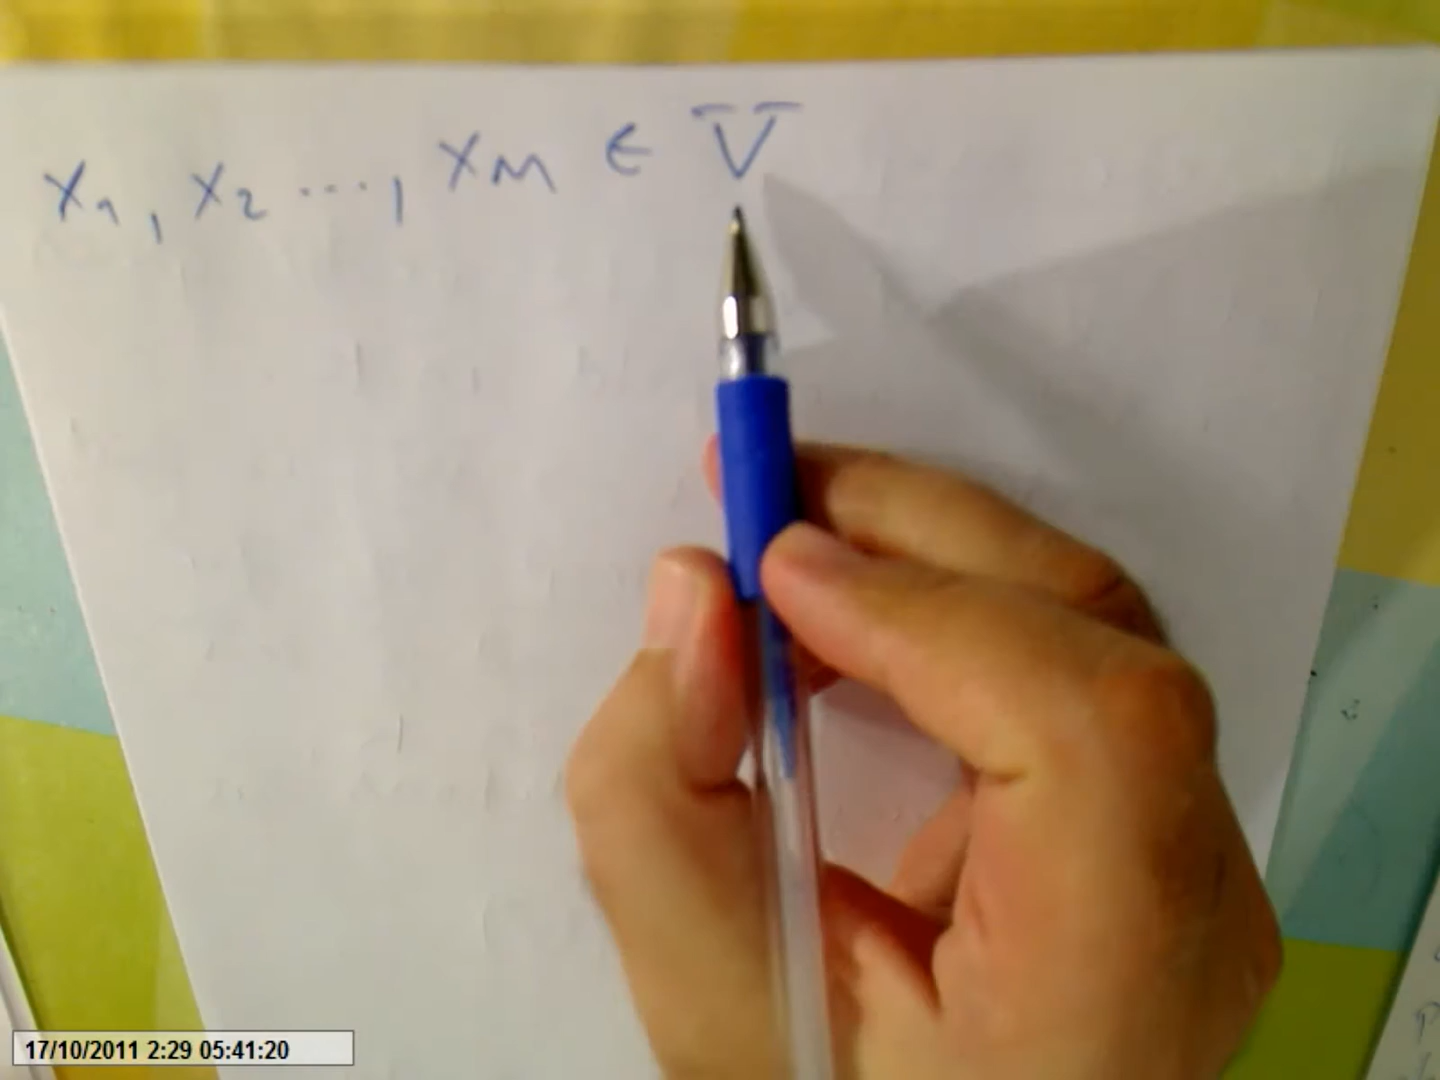 x1, x2 ..., xM ∈ V
17/10/2011 2:29 05:41:20